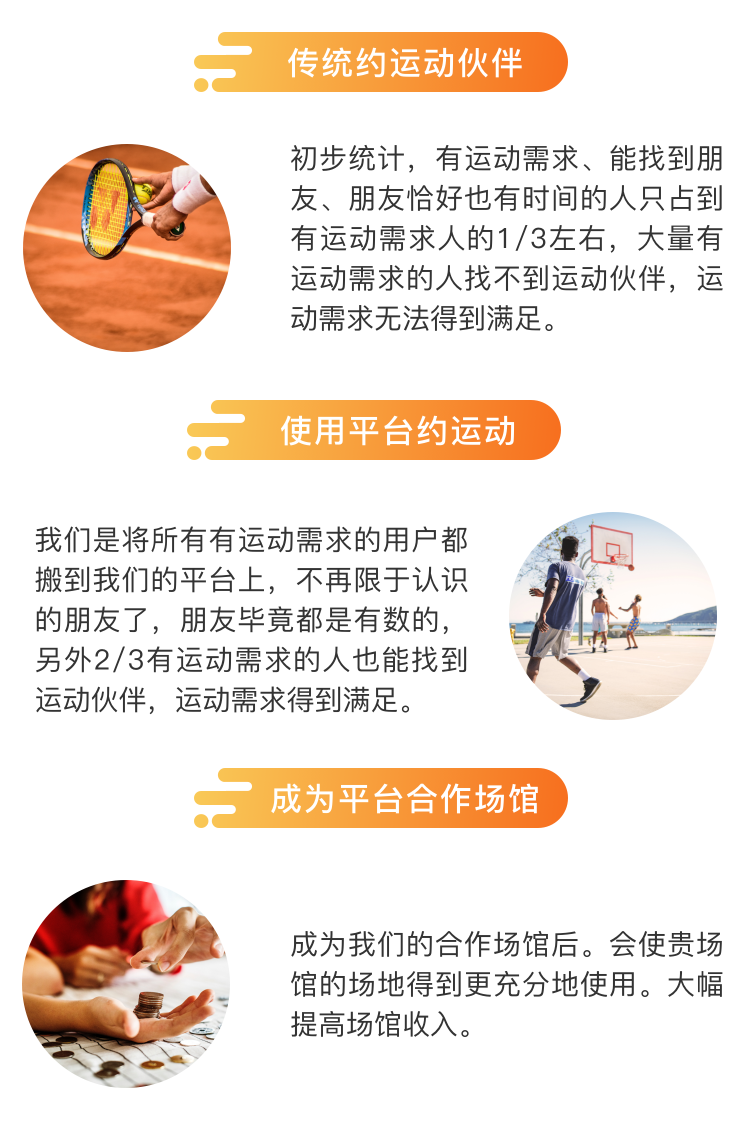 传统约运动伙伴
初步统计，有运动需求、能找到朋
友、朋友恰好也有时间的人只占到
有运动需求人的1/3左右，大量有
运动需求的人找不到运动伙伴，运
动需求无法得到满足。
使用平台约运动
我们是将所有有运动需求的用户都
搬到我们的平台上，不再限于认识
的朋友了，朋友毕竟都是有数的，
另外2/3有运动需求的人也能找到
运动伙伴，运动需求得到满足。
成为平台合作场馆
成为我们的合作场馆后。会使贵场
馆的场地得到更充分地使用。大幅
提高场馆收入。